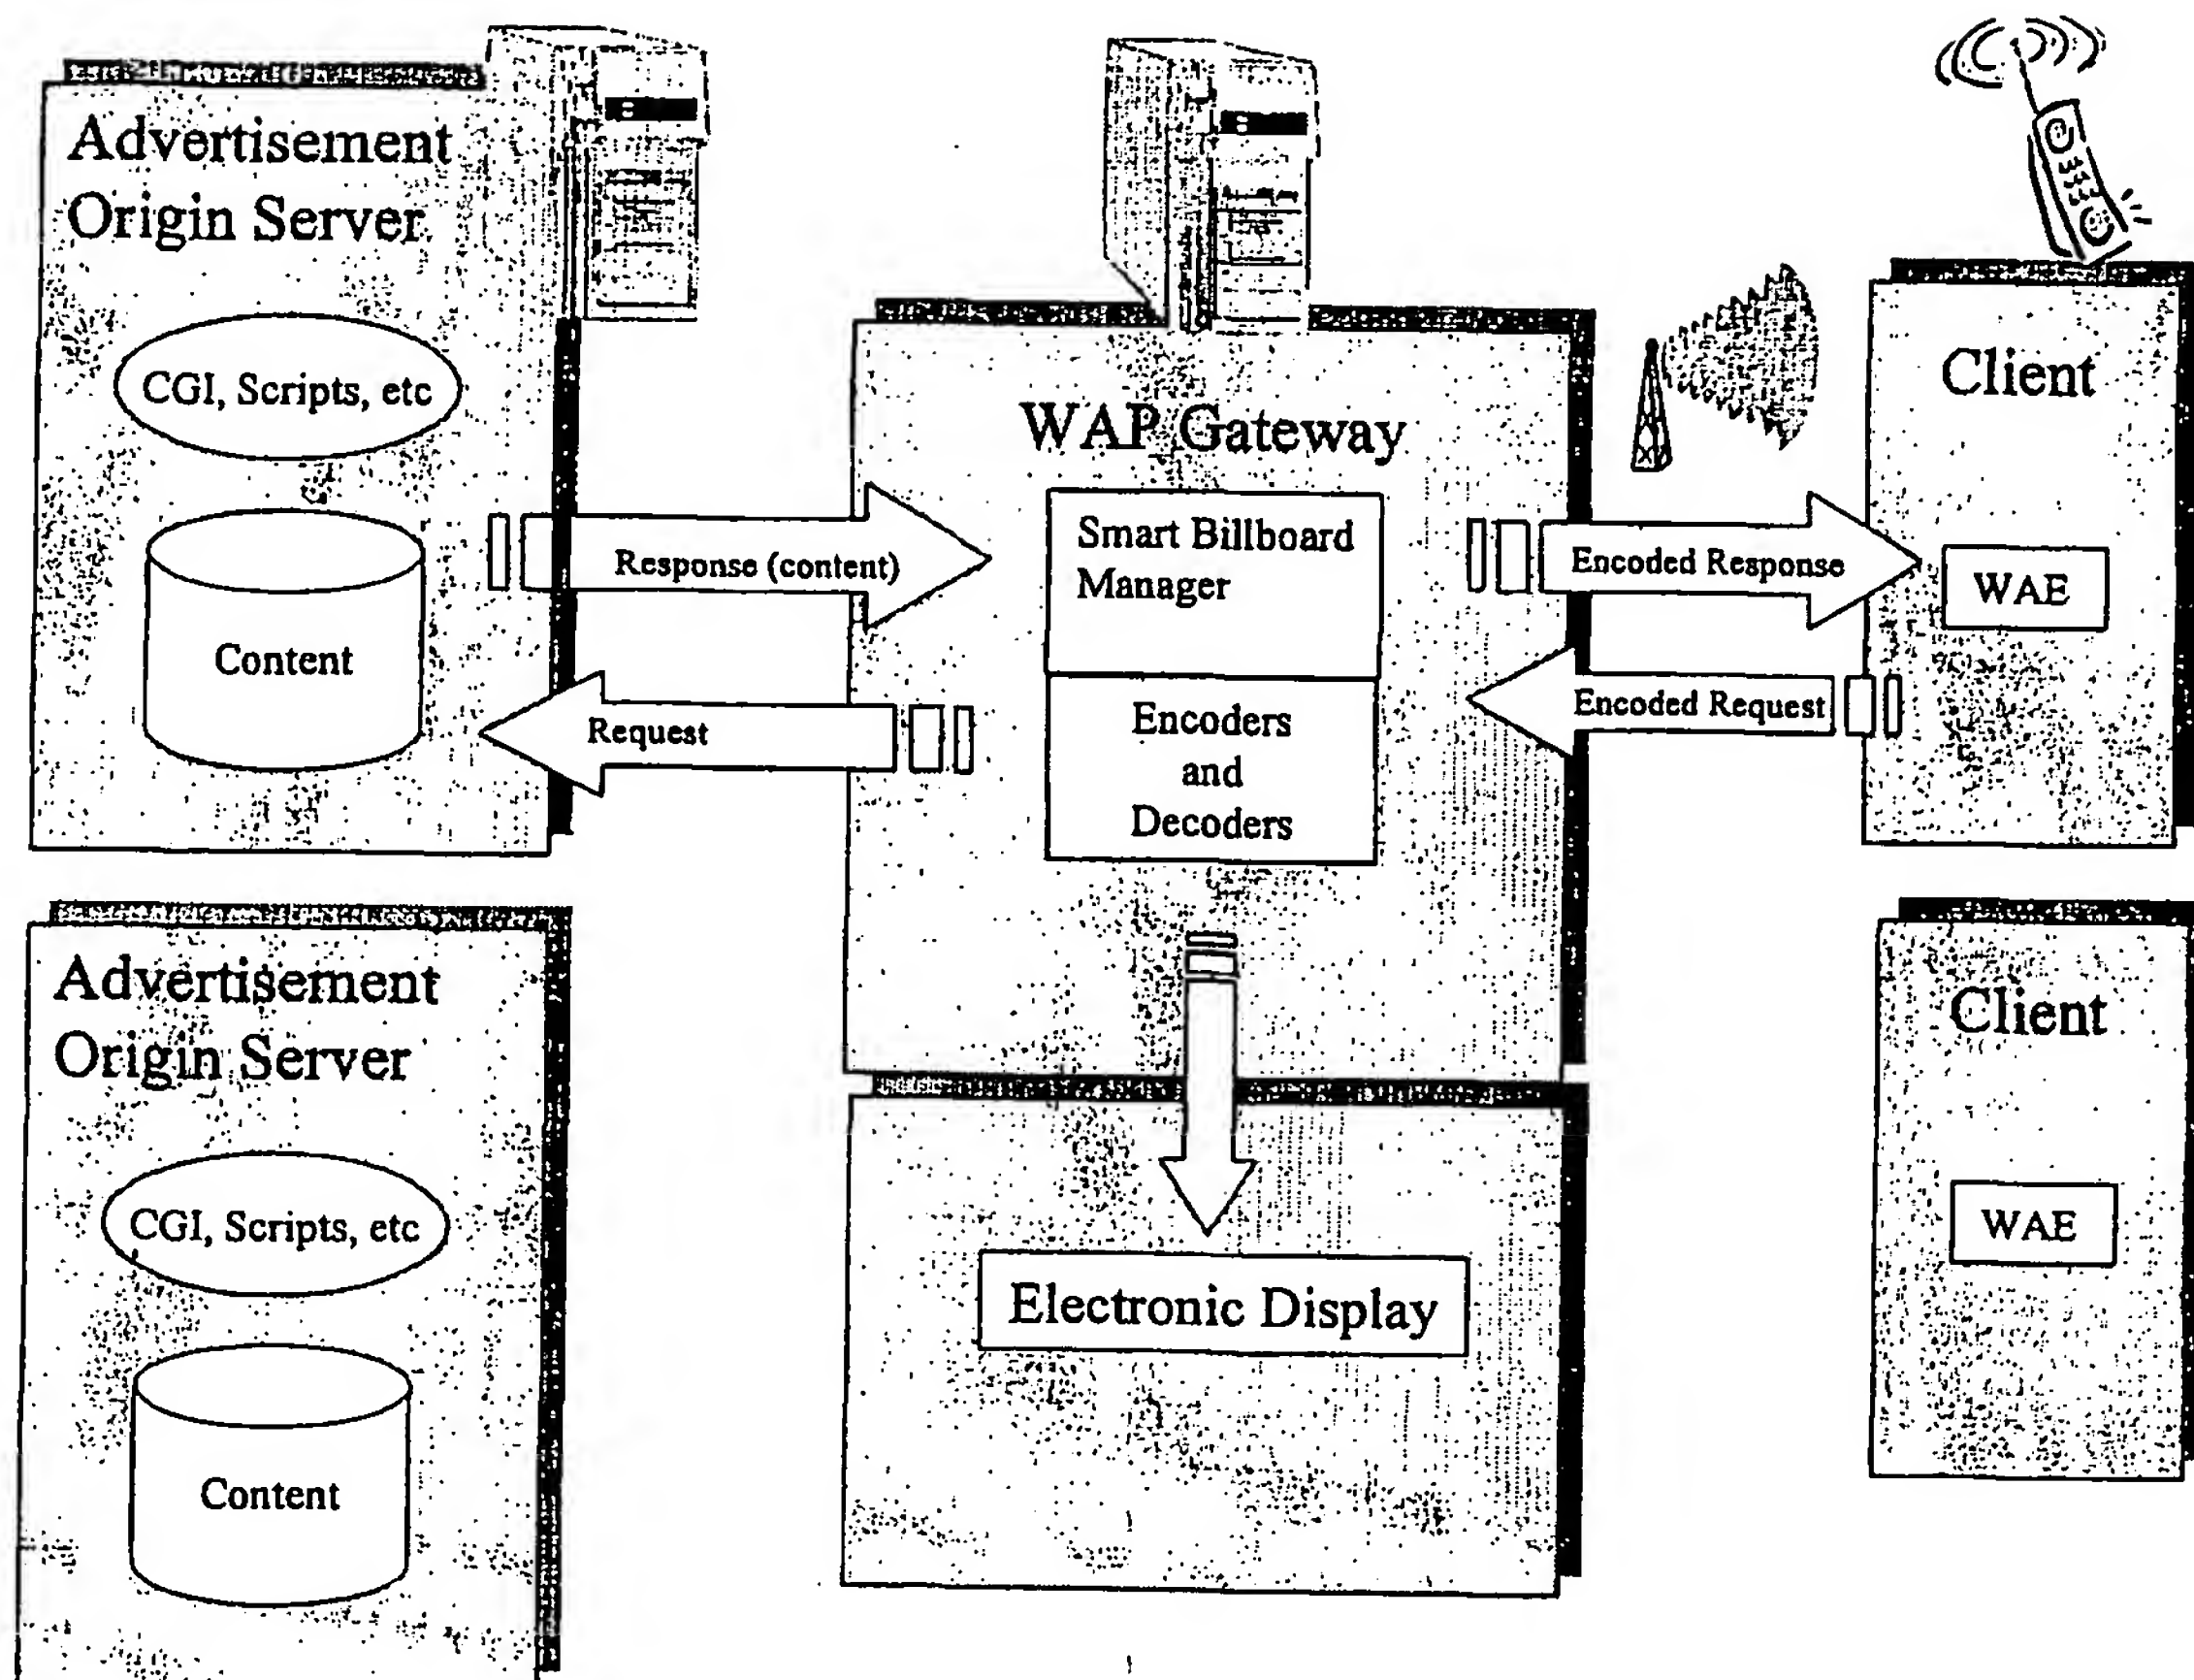 Advertisement
Origin Server
CGI, Scripts, etc
Content
Response (content)
Request
WAP Gateway
Smart Billboard
Manager
Encoders
and
Decoders
Encoded Response
Encoded Request
Client
WAE
Advertisement
Origin Server
CGI, Scripts, etc
Content
Electronic Display
Client
WAE